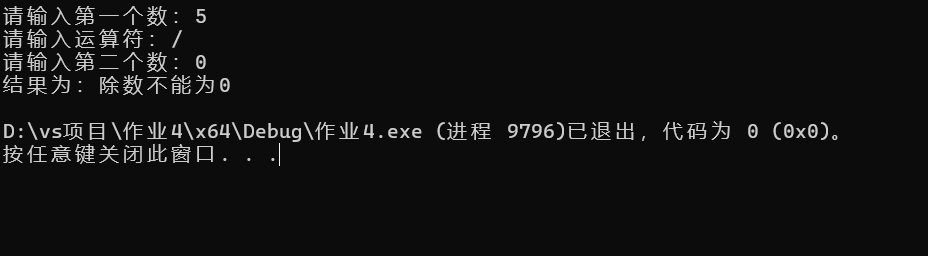 请输入第一个数：5
请输入运算符：/
请输入第二个数：0
结果为：除数不能为0
D:\vs项目\作业4\x64\Debug\作业4.exe (进程 9796)已退出，代码为 0 (0x0)。
按任意键关闭此窗口. . .